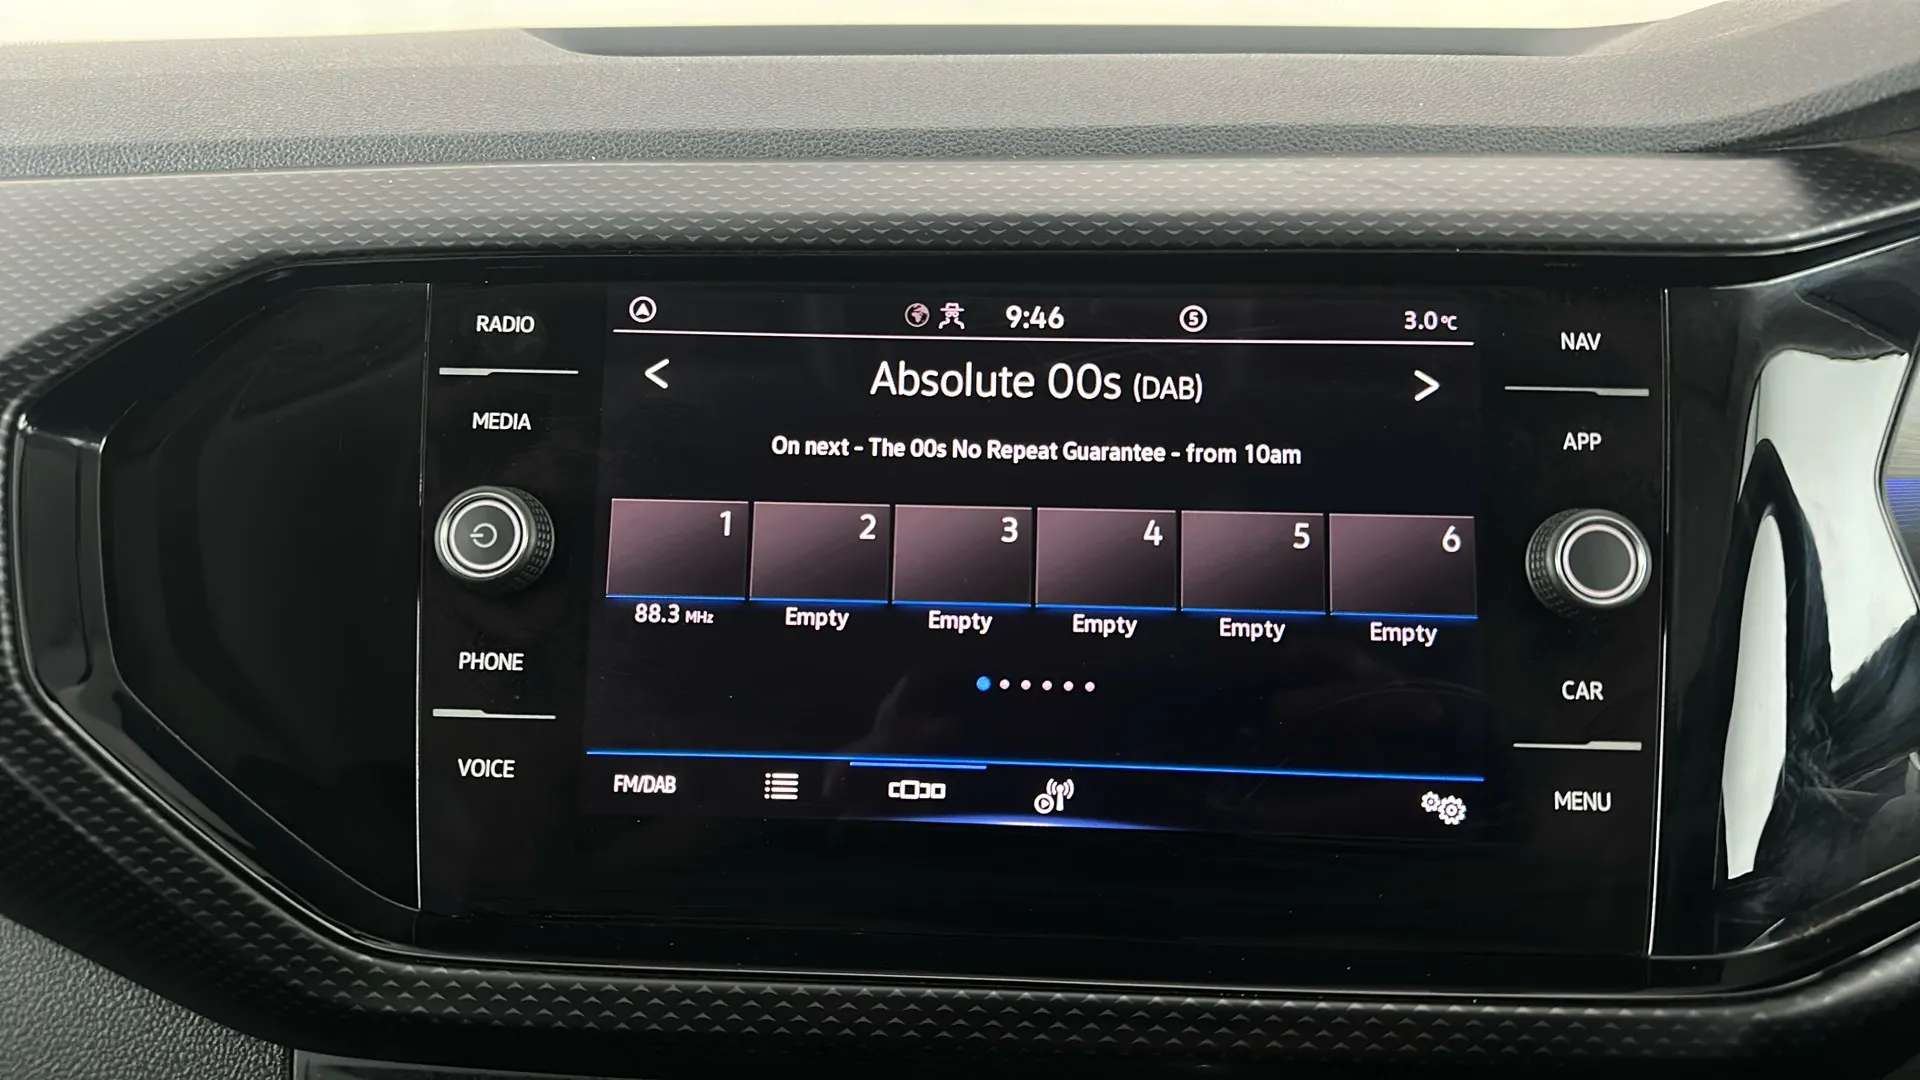 RADIO
MEDIA
PHONE
VOICE
9:46
5
3.0°C
< Absolute 00s (DAB) >
On next - The 00s No Repeat Guarantee - from 10am
1 2 3 4 5 6
88.3 MHz Empty Empty Empty Empty Empty
FM/DAB
NAV
APP
CAR
MENU